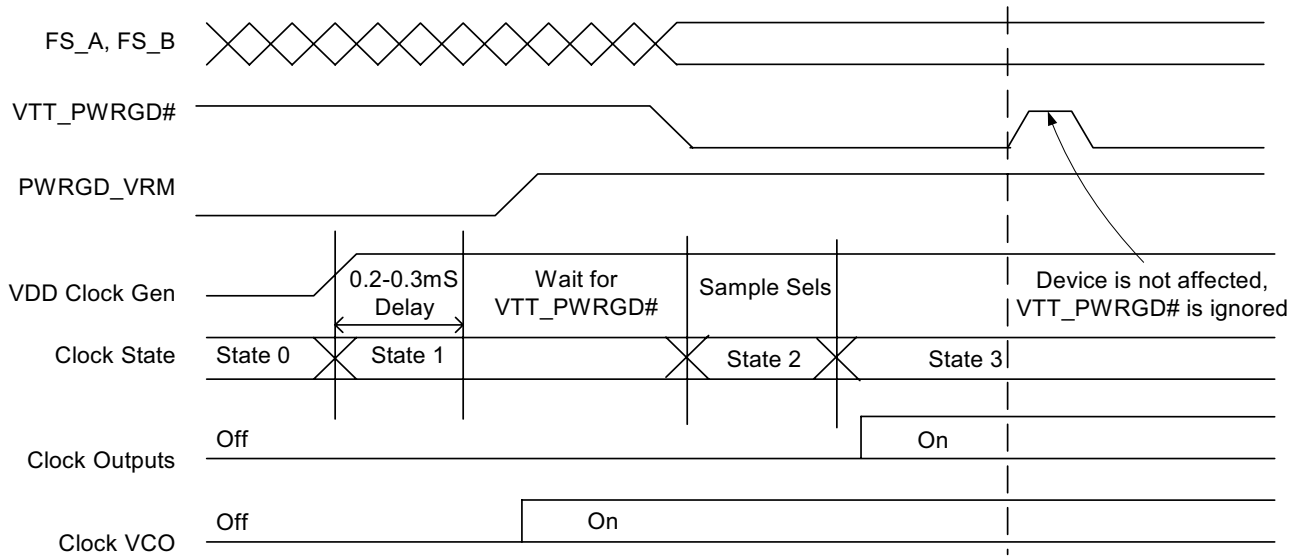 FS_A, FS_B
VTT_PWRGD#
PWRGD_VRM
VDD Clock Gen
0.2-0.3mS
Delay
Wait for
VTT_PWRGD#
Sample Sels
Device is not affected,
VTT_PWRGD# is ignored
Clock State
State 0
State 1
State 2
State 3
Clock Outputs
Off
On
Clock VCO
Off
On